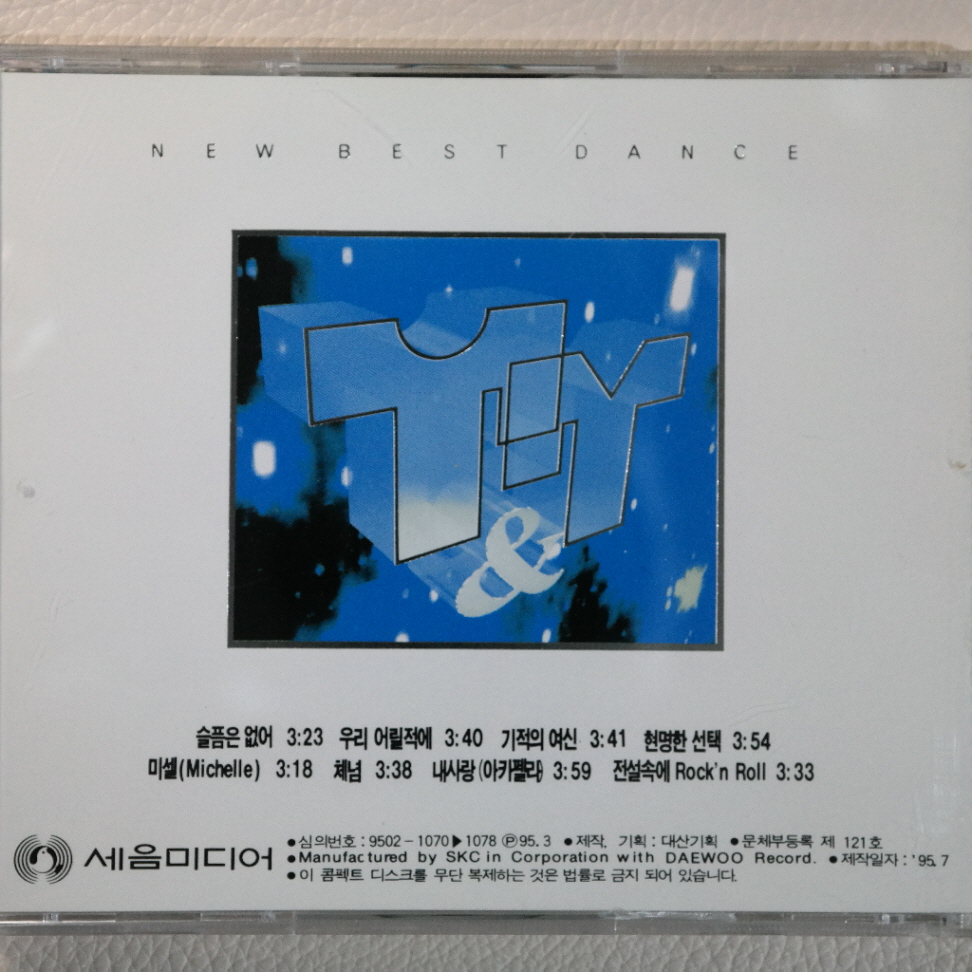 NEW BEST DANCE
T&Y
슬픔은 없어 3:23 우리 어릴적에 3:40 기적의 여신 3:41 현명한 선택 3:54
미셀(Michelle) 3:18 체념 3:38 내사랑(아카펠라) 3:59 전설속에 Rock'n Roll 3:33
세음미디어
●심의번호 : 9502-1070▶1078 Ⓟ95. 3 ●제작, 기획 : 대산기획 ●문체부등록 제 121호
●Manufactured by SKC in Corporation with DAEWOO Record. ●제작일자 : '95. 7
●이 콤펙트 디스크를 무단 복제하는 것은 법률로 금지 되어 있습니다.